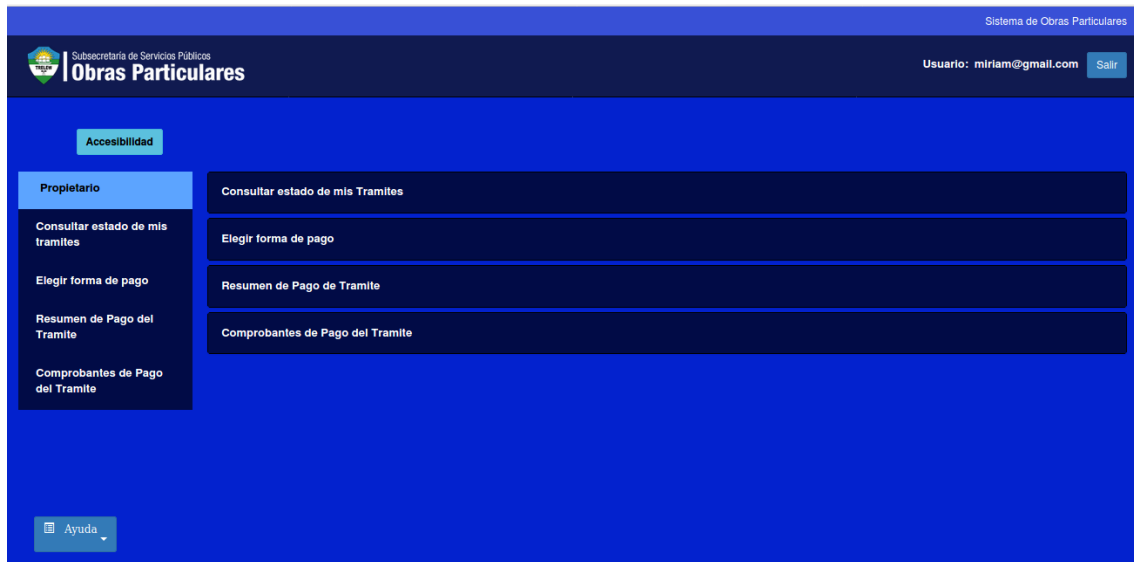 Sistema de Obras Particulares
Subsecretaría de Servicios Públicos
Obras Particulares
TRELEW
Usuario: miriam@gmail.com
Salir
Accesibilidad
Propietario
Consultar estado de mis
tramites
Elegir forma de pago
Resumen de Pago del
Tramite
Comprobantes de Pago
del Tramite
Consultar estado de mis Tramites
Elegir forma de pago
Resumen de Pago de Tramite
Comprobantes de Pago del Tramite
Ayuda